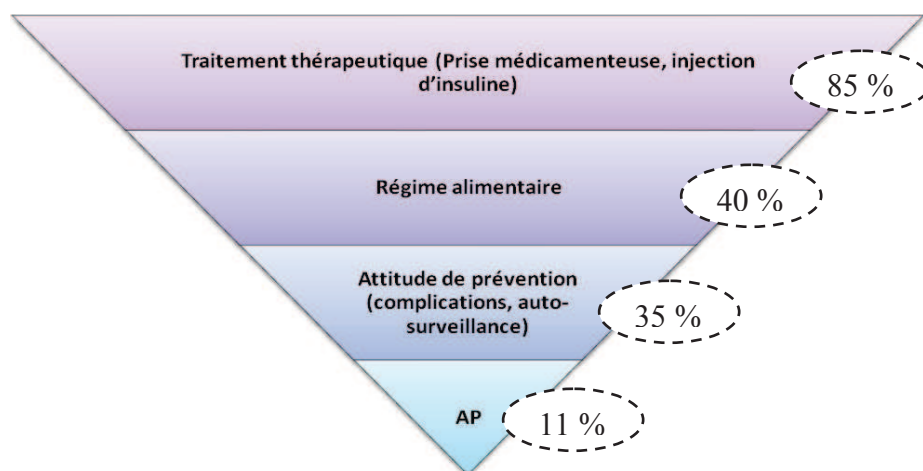 Traitement thérapeutique (Prise médicamenteuse, injection
d’insuline)
85 %
Régime alimentaire
40 %
Attitude de prévention
(complications, auto-
surveillance)
35 %
AP
11 %